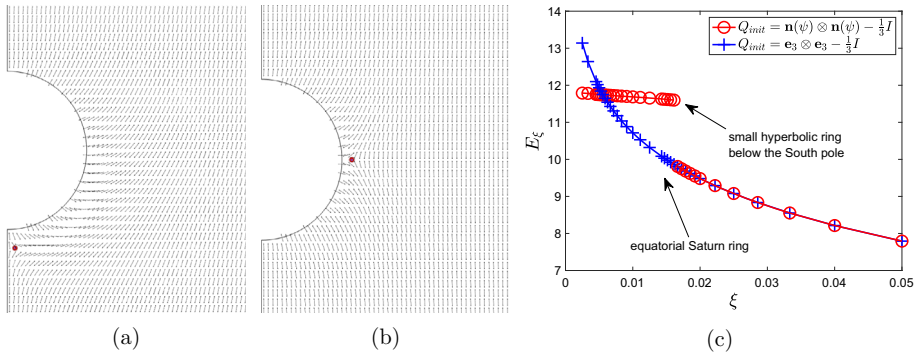 14
13
12
11
10
9
8
7
E_ξ
Q_{init} = n(ψ) ⊗ n(ψ) − 1/3 I
Q_{init} = e_3 ⊗ e_3 − 1/3 I
small hyperbolic ring
below the South pole
equatorial Saturn ring
0 0.01 0.02 0.03 0.04 0.05
ξ
(a) (b) (c)